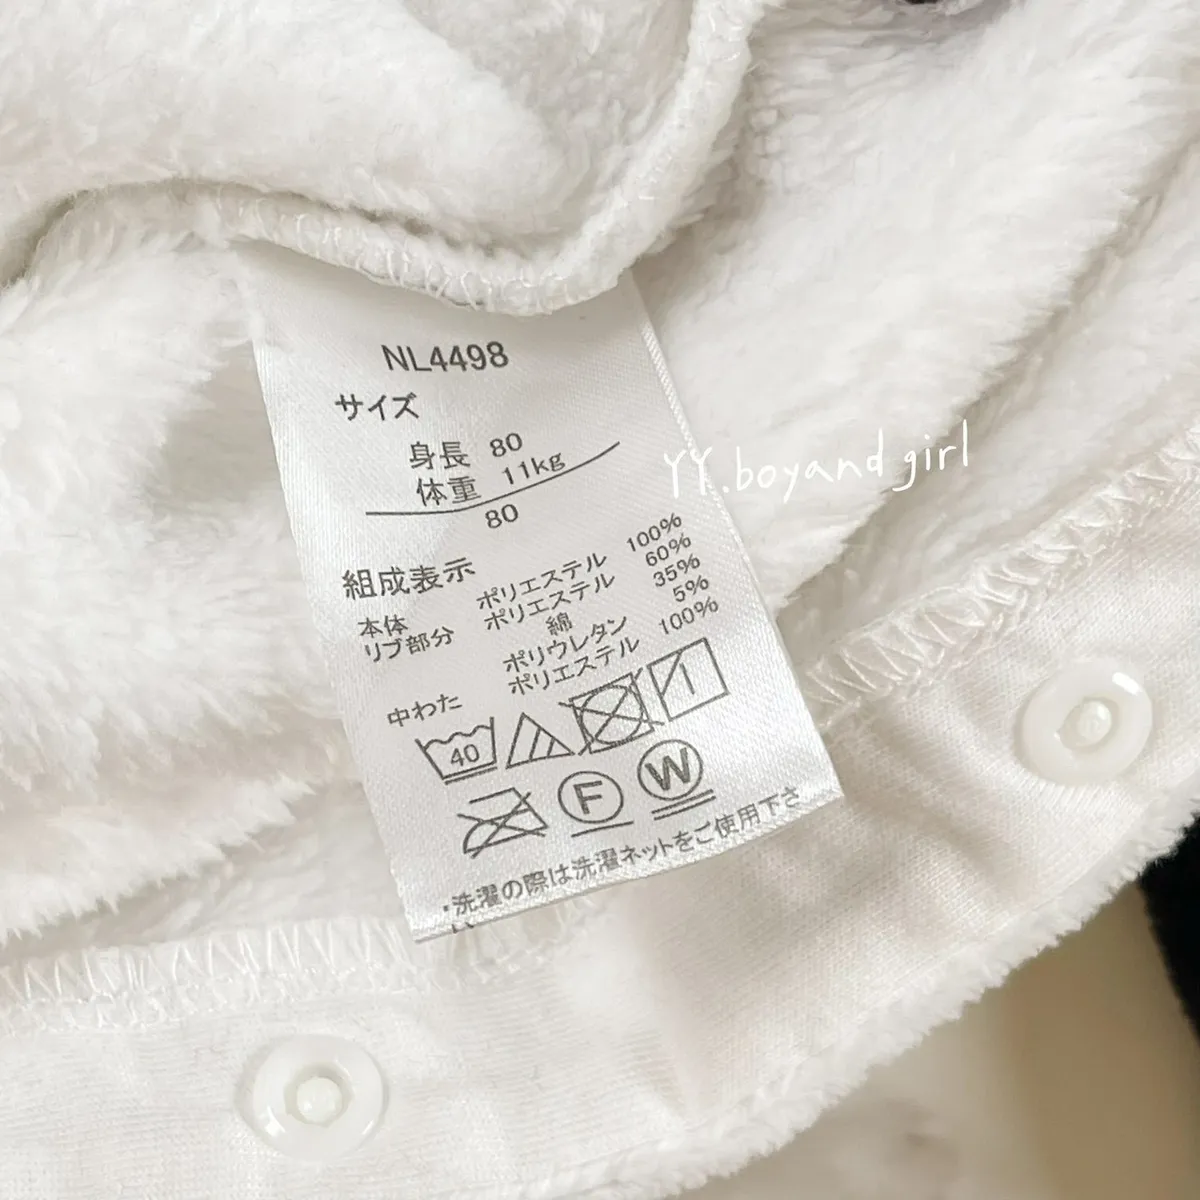 NL4498
サイズ
身長 80
体重 11kg
80
YY.boyand girl
組成表示
本体 ポリエステル 100%
リブ部分 ポリエステル 60%
綿 35%
ポリウレタン 5%
中わた ポリエステル 100%
40
F
W
・洗濯の際は洗濯ネットをご使用下さ